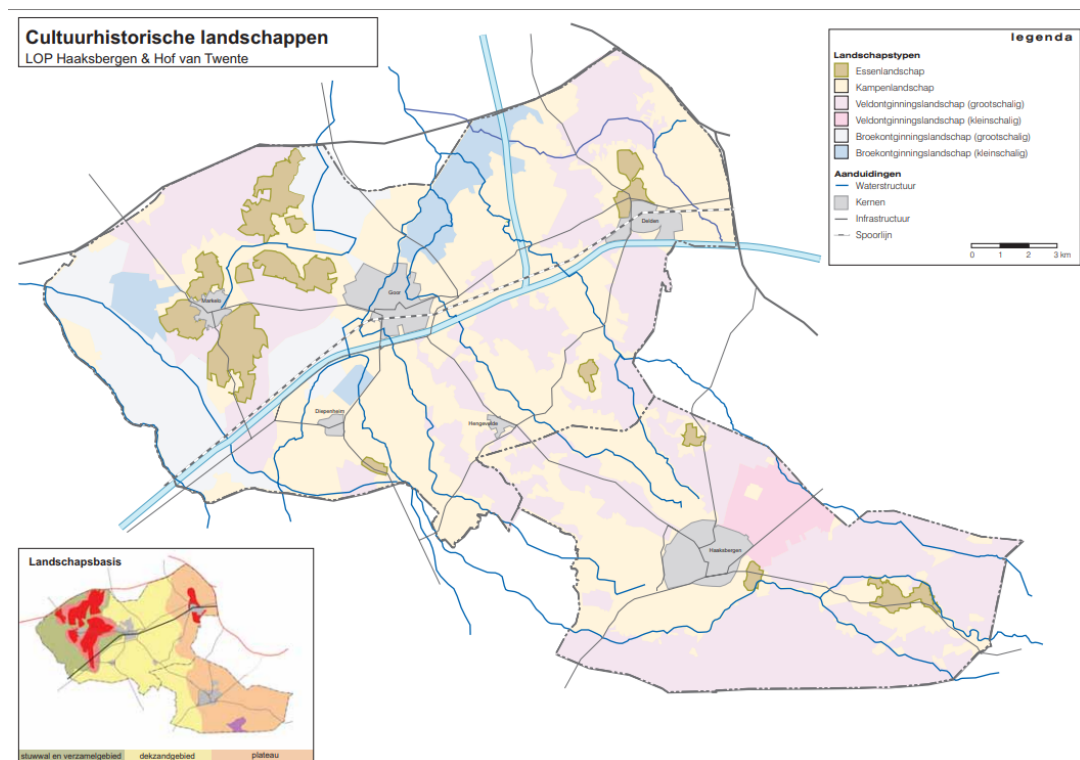 Cultuurhistorische landschappen
LOP Haaksbergen & Hof van Twente
legenda
Landschapstypen
Essenlandschap
Kampenlandschap
Veldontginningslandschap (grootschalig)
Veldontginningslandschap (kleinschalig)
Broekontginningslandschap (grootschalig)
Broekontginningslandschap (kleinschalig)
Aanduidingen
Waterstructuur
Kernen
Infrastructuur
Spoorlijn
0 1 2 3 km
Delden
Goor
Markelo
Diepenheim
Hengevelde
Haaksbergen
Landschapsbasis
stuwwal en verzamelgebied
dekzandgebied
plateau